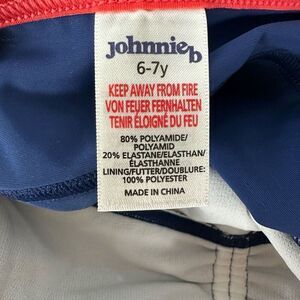 johnnieb
6-7y
KEEP AWAY FROM FIRE
VON FEUER FERNHALTEN
TENIR ÉLOIGNÉ DU FEU
80% POLYAMIDE/
POLYAMID
20% ELASTANE/ELASTHAN/
ÉLASTHANNE
LINING/FUTTER/DOUBLURE:
100% POLYESTER
MADE IN CHINA